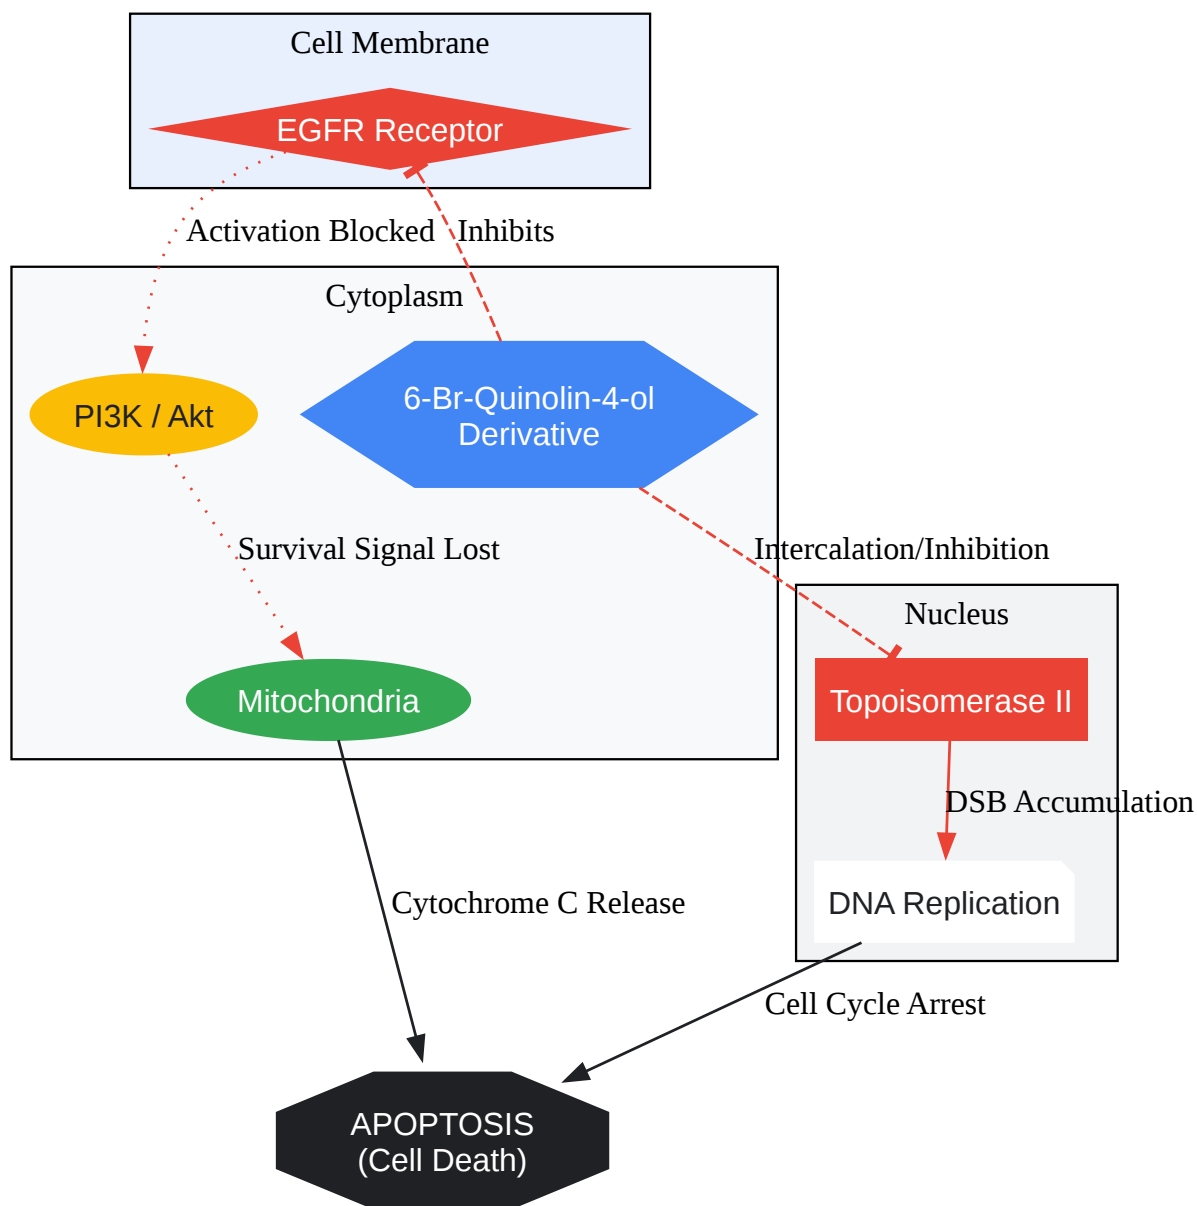 Cell Membrane
EGFR Receptor
Activation Blocked
Inhibits
Cytoplasm
PI3K / Akt
6-Br-Quinolin-4-ol
Derivative
Survival Signal Lost
Intercalation/Inhibition
Nucleus
Mitochondria
Topoisomerase II
DSB Accumulation
Cytochrome C Release
DNA Replication
Cell Cycle Arrest
APOPTOSIS
(Cell Death)